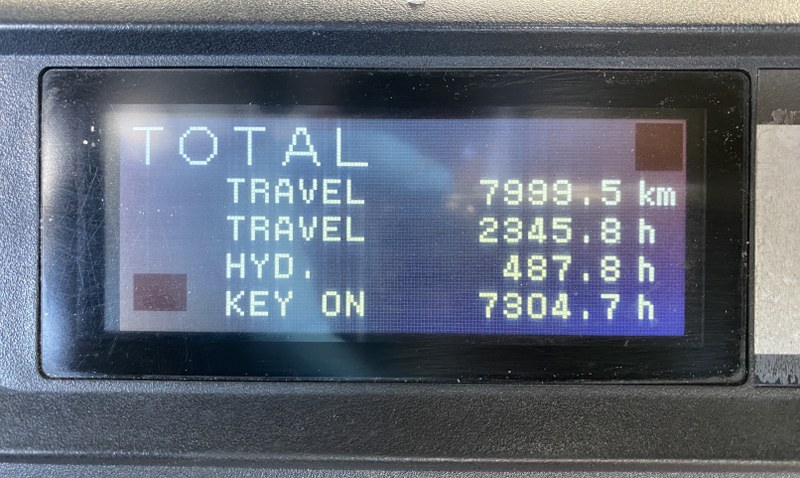 TOTAL
TRAVEL 7999.5 km
TRAVEL 2345.8 h
HYD. 487.8 h
KEY ON 7304.7 h